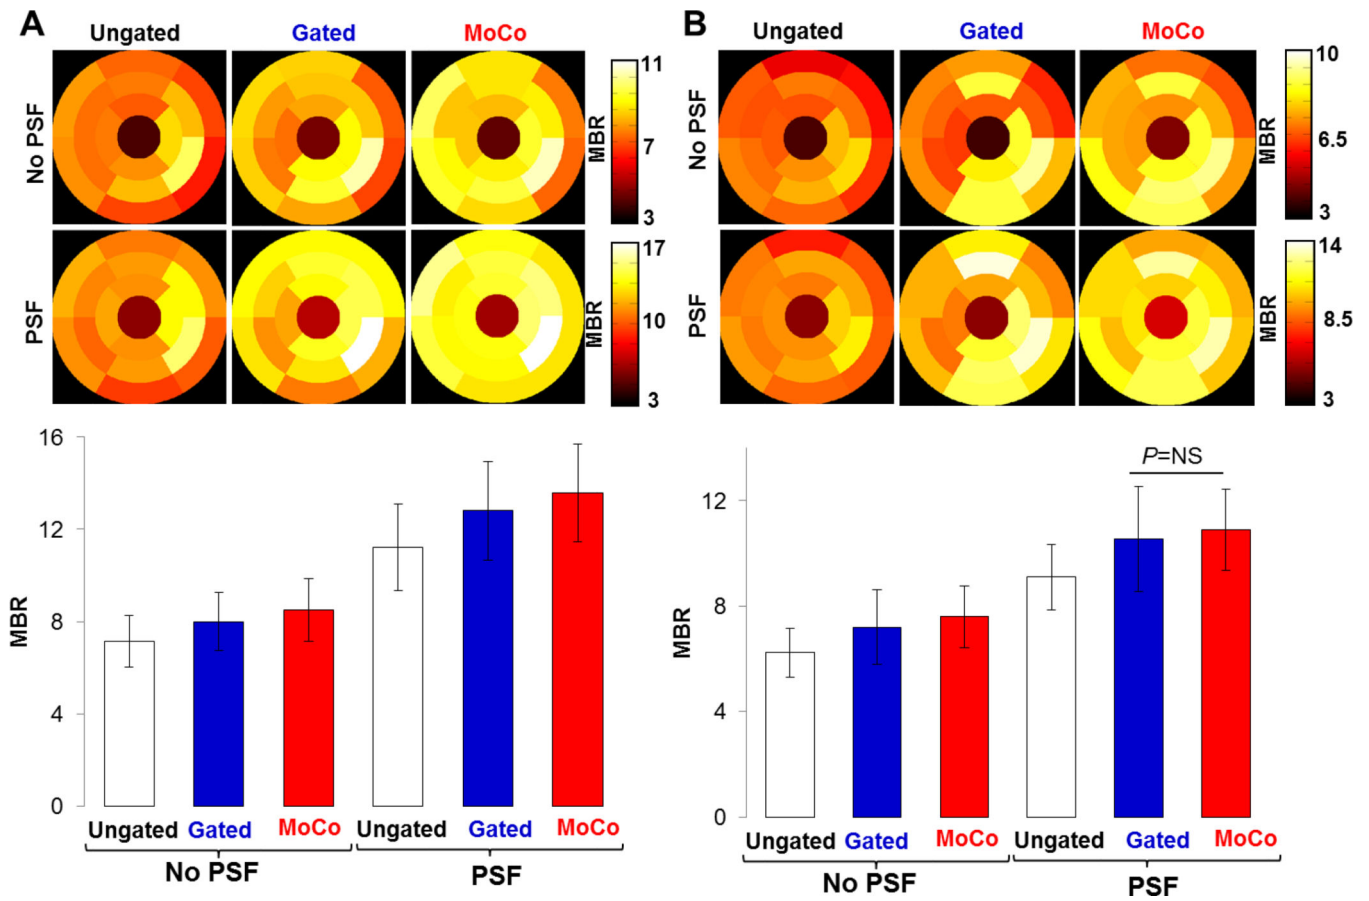 A
Ungated
Gated
MoCo
No PSF
11
7
3
MBR
PSF
17
10
3
MBR
B
Ungated
Gated
MoCo
No PSF
10
6.5
3
MBR
PSF
14
8.5
3
MBR
16
12
8
4
0
MBR
Ungated Gated MoCo Ungated Gated MoCo
No PSF PSF
P=NS
12
8
4
0
MBR
Ungated Gated MoCo Ungated Gated MoCo
No PSF PSF